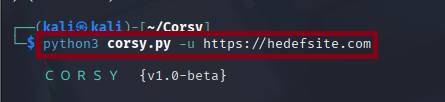 ┌──(kali㉿kali)-[~/Corsy]
└─$ python3 corsy.py -u https://hedefsite.com
C O R S Y {v1.0-beta}